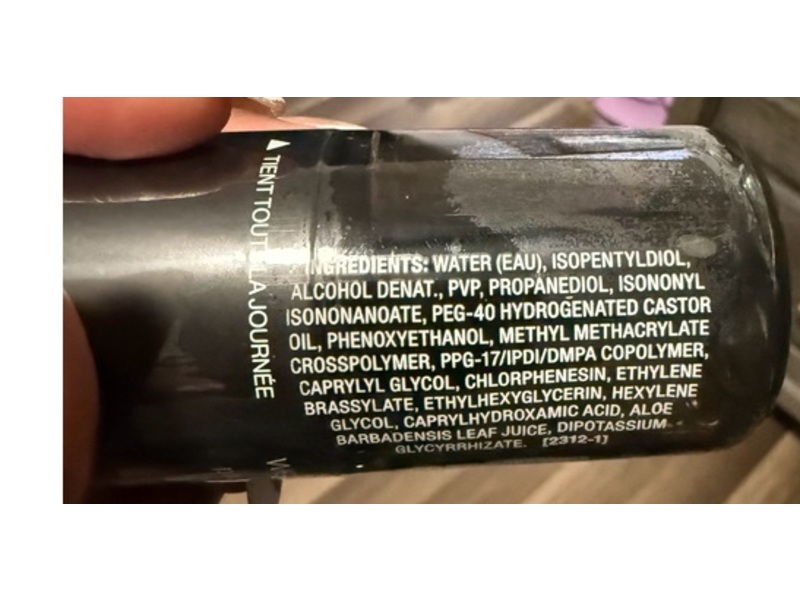 ▲ TIENT TOUTE LA JOURNÉE
INGREDIENTS: WATER (EAU), ISOPENTYLDIOL,
ALCOHOL DENAT., PVP, PROPANEDIOL, ISONONYL
ISONONANOATE, PEG-40 HYDROGENATED CASTOR
OIL, PHENOXYETHANOL, METHYL METHACRYLATE
CROSSPOLYMER, PPG-17/IPDI/DMPA COPOLYMER,
CAPRYLYL GLYCOL, CHLORPHENESIN, ETHYLENE
BRASSYLATE, ETHYLHEXYGLYCERIN, HEXYLENE
GLYCOL, CAPRYLHYDROXAMIC ACID, ALOE
BARBADENSIS LEAF JUICE, DIPOTASSIUM
GLYCYRRHIZATE. [2312-1]